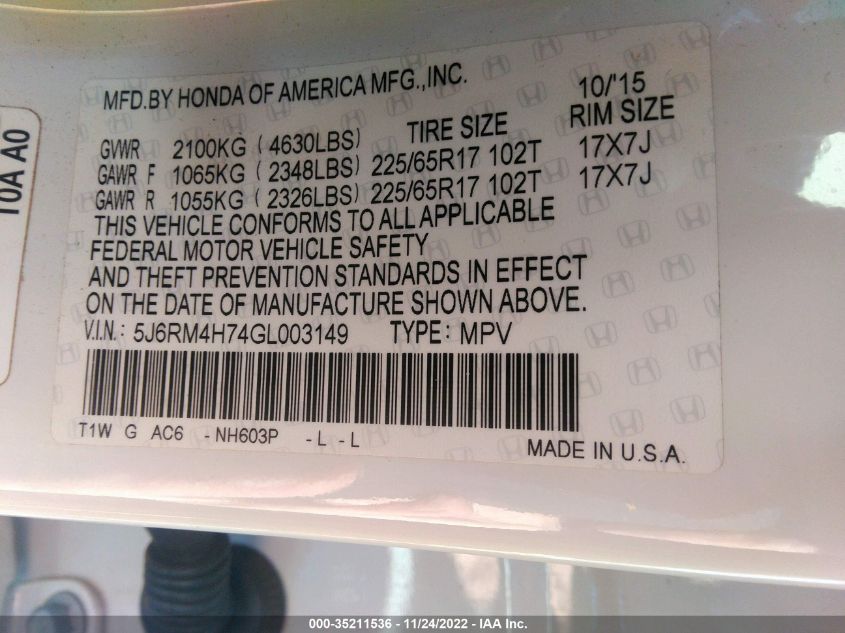 MFD.BY HONDA OF AMERICA MFG.,INC. 10/'15
TIRE SIZE RIM SIZE
GVWR 2100KG ( 4630LBS)
GAWR F 1065KG ( 2348LBS) 225/65R17 102T 17X7J
GAWR R 1055KG ( 2326LBS) 225/65R17 102T 17X7J
THIS VEHICLE CONFORMS TO ALL APPLICABLE
FEDERAL MOTOR VEHICLE SAFETY
AND THEFT PREVENTION STANDARDS IN EFFECT
ON THE DATE OF MANUFACTURE SHOWN ABOVE.
V.I.N.: 5J6RM4H74GL003149 TYPE: MPV
T1W G AC6 -NH603P -L -L
MADE IN U.S.A.
10A A0
000-35211536 - 11/24/2022 - IAA Inc.